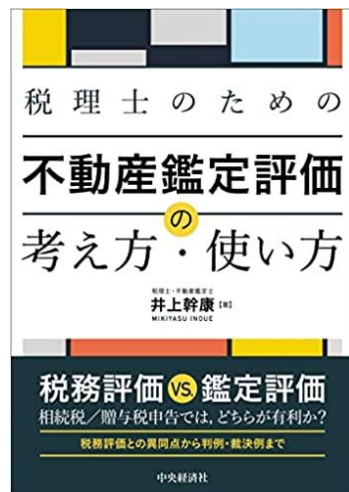 税理士のための
不動産鑑定評価
の
考え方・使い方
税理士・不動産鑑定士
井上幹康【著】
MIKIYASU INOUE
税務評価VS.鑑定評価
相続税／贈与税申告では，どちらが有利か?
税務評価との異同点から判例・裁決例まで
中央経済社